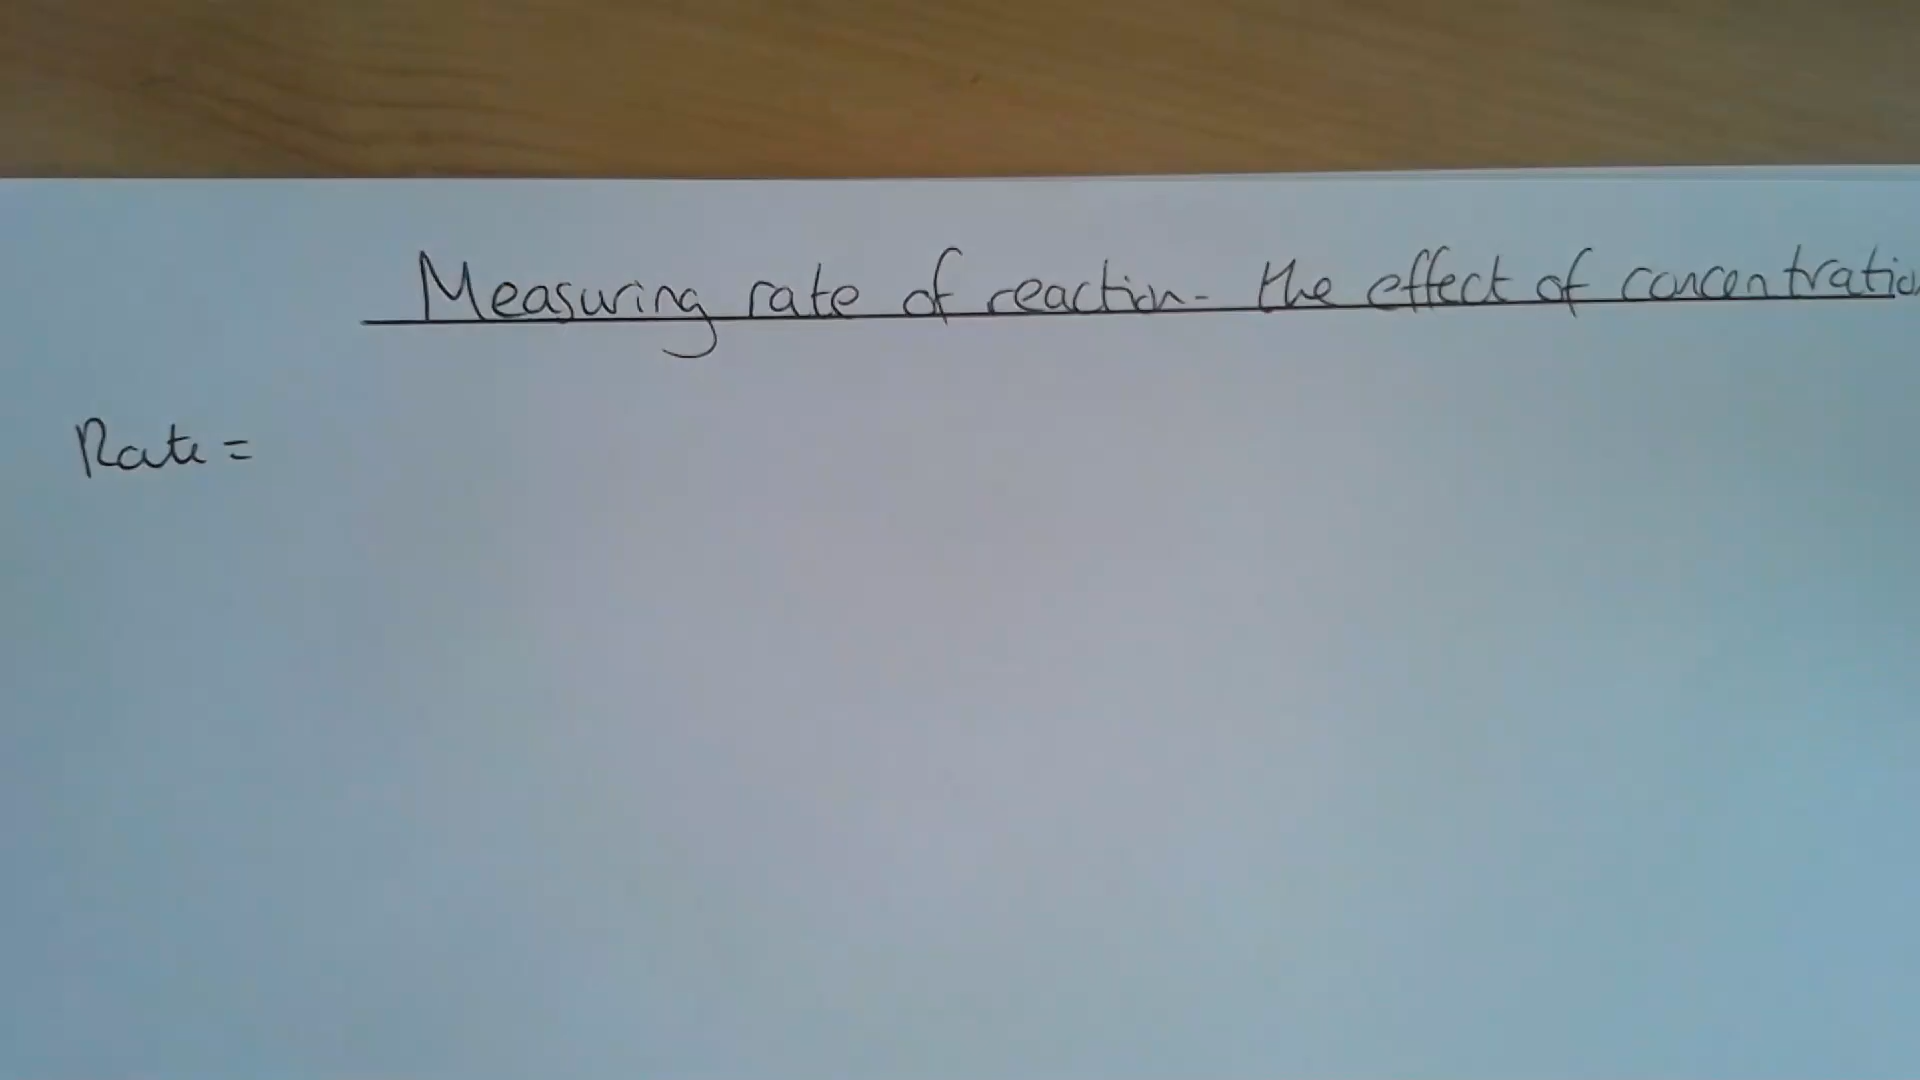 Measuring rate of reaction - the effect of concentratio
Rate =